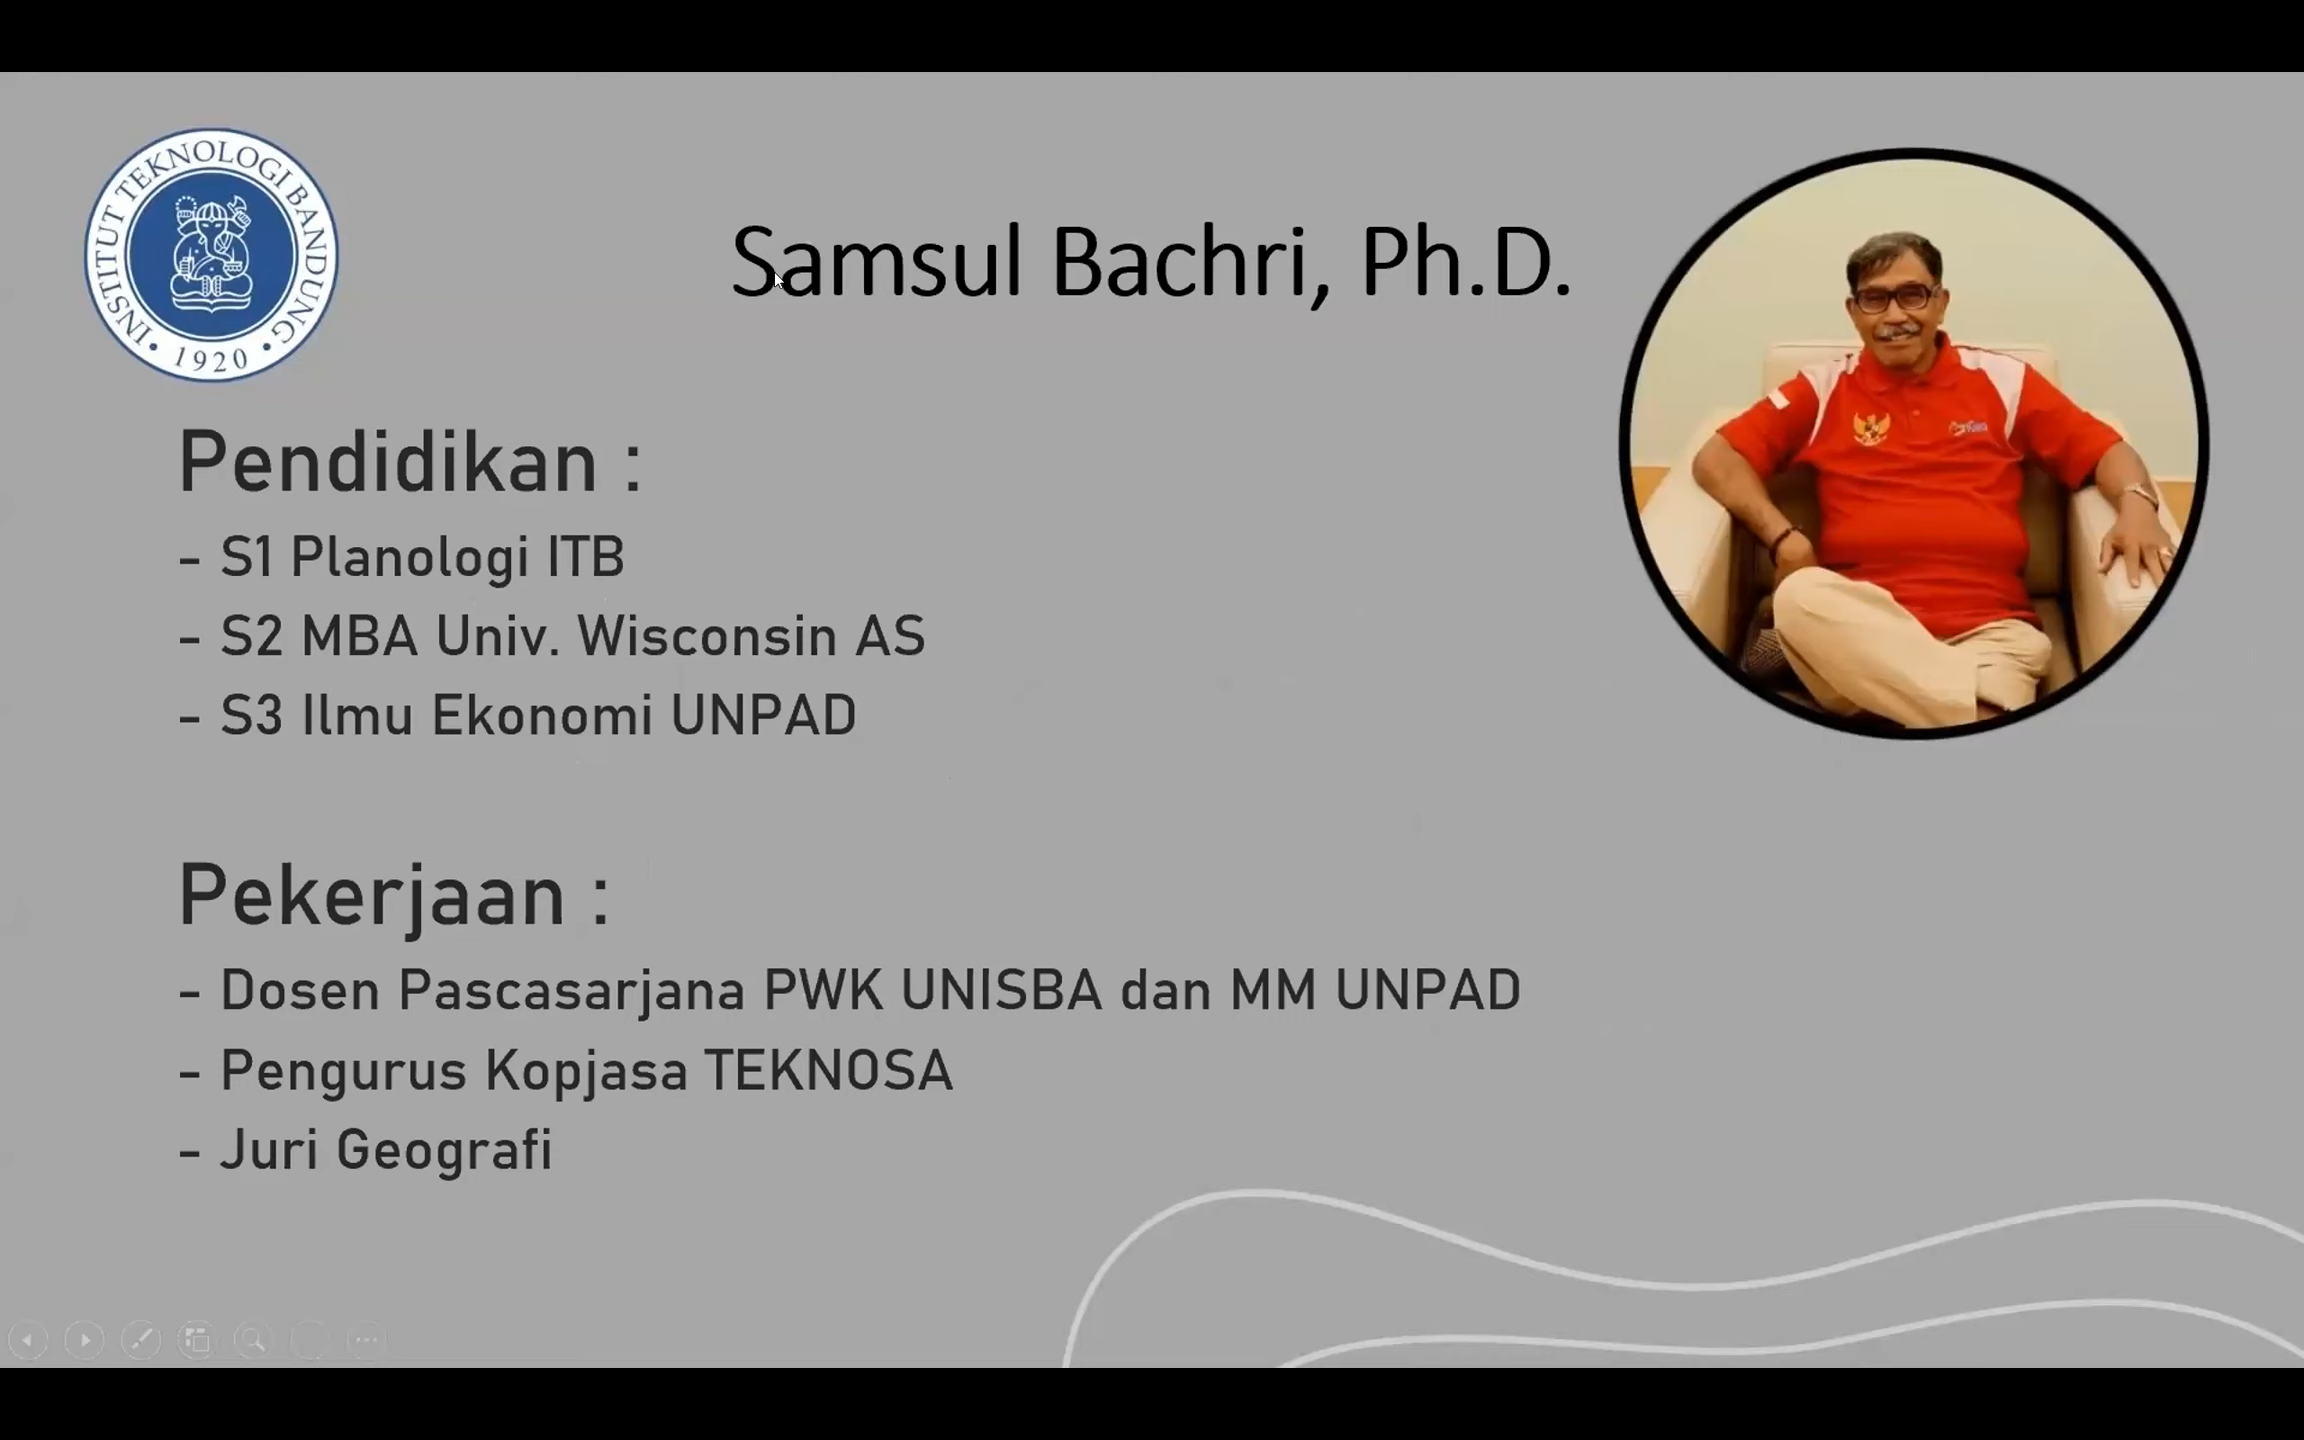 INSTITUT TEKNOLOGI BANDUNG
1920
Samsul Bachri, Ph.D.
Pendidikan :
- S1 Planologi ITB
- S2 MBA Univ. Wisconsin AS
- S3 Ilmu Ekonomi UNPAD
Pekerjaan :
- Dosen Pascasarjana PWK UNISBA dan MM UNPAD
- Pengurus Kopjasa TEKNOSA
- Juri Geografi